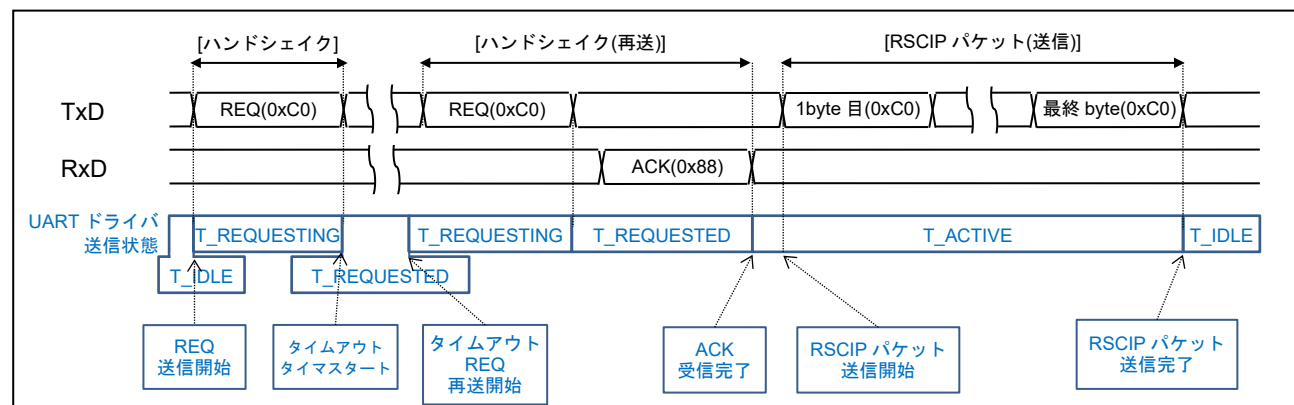 [ハンドシェイク]
[ハンドシェイク(再送)]
[RSCIP パケット(送信)]
TxD
REQ(0xC0)
REQ(0xC0)
1byte 目(0xC0)
最終 byte(0xC0)
RxD
ACK(0x88)
UART ドライバ
送信状態
T_REQUESTING
T_REQUESTING
T_REQUESTED
T_ACTIVE
T_IDLE
T_IDLE
T_REQUESTED
REQ
送信開始
タイムアウト
タイマスタート
タイムアウト
REQ
再送開始
ACK
受信完了
RSCIP パケット
送信開始
RSCIP パケット
送信完了